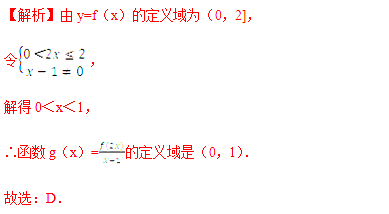 【解析】由 y=f（x）的定义域为（0，2]，
令{0＜2x≤2
x－1＝0，
解得 0＜x＜1，
∴函数 g（x）=f(2x)/x－1的定义域是（0，1）.
故选：D.